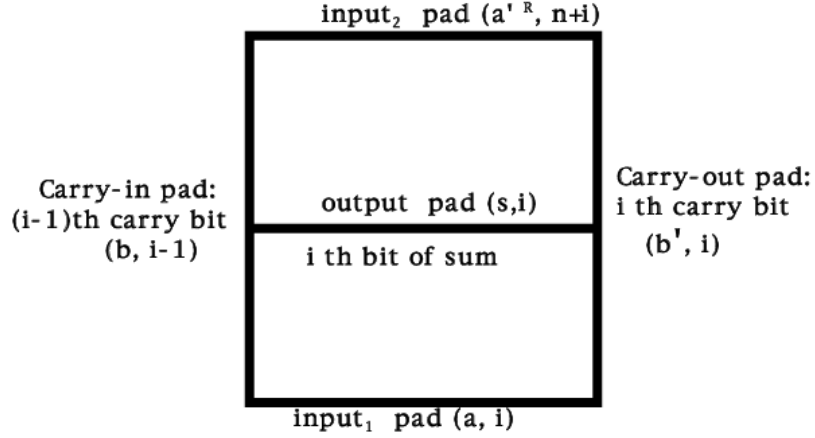 input₂ pad (a' ᴿ, n+i)
Carry-in pad:
(i-1)th carry bit
(b, i-1)
output pad (s,i)
i th bit of sum
Carry-out pad:
i th carry bit
(b', i)
input₁ pad (a, i)